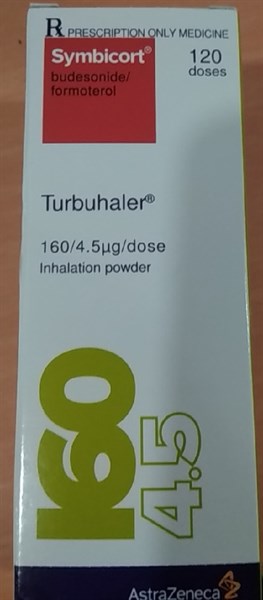 Rx PRESCRIPTION ONLY MEDICINE
Symbicort® 120
budesonide/ doses
formoterol
Turbuhaler®
160/4.5µg/dose
Inhalation powder
160
4.5
AstraZeneca